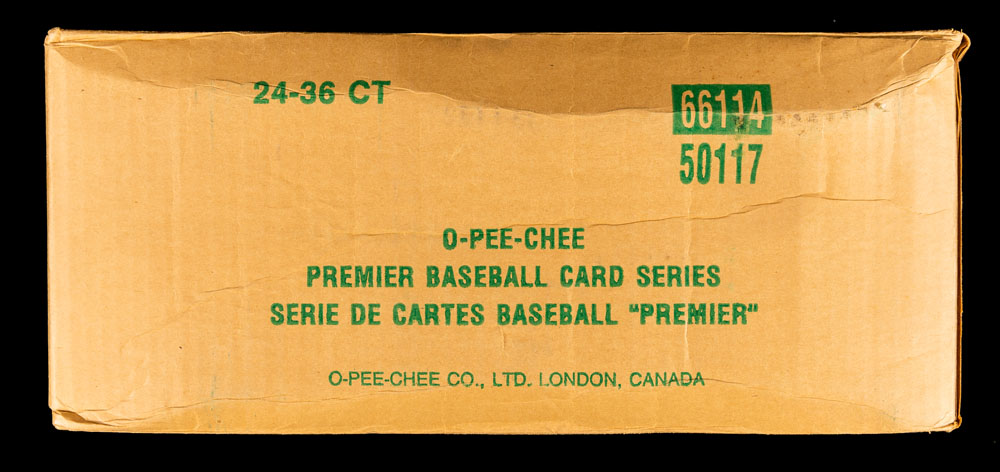 24-36 CT
66114
50117
O-PEE-CHEE
PREMIER BASEBALL CARD SERIES
SERIE DE CARTES BASEBALL "PREMIER"
O-PEE-CHEE CO., LTD. LONDON, CANADA